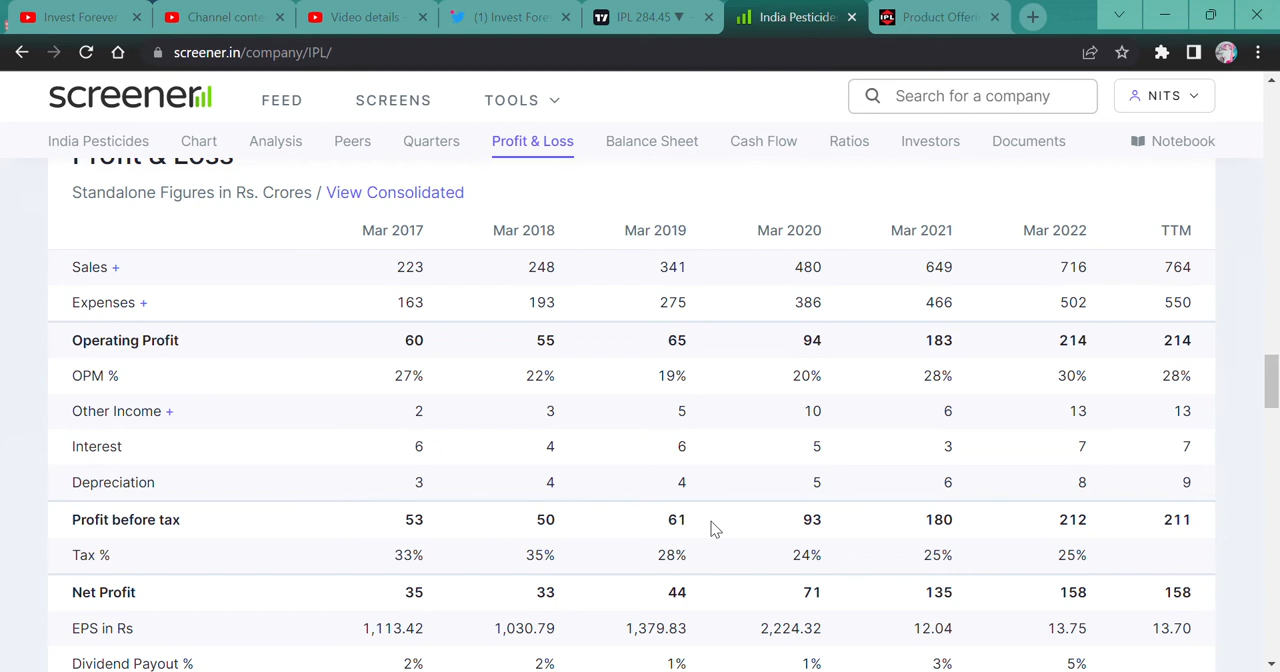 Invest Forever
Channel conte
Video details -
(1) Invest Fore
IPL 284.45 ▼ -
India Pesticide
Product Offeri
screener.in/company/IPL/
screener
FEED
SCREENS
TOOLS
Search for a company
NITS
India Pesticides
Chart
Analysis
Peers
Quarters
Profit & Loss
Balance Sheet
Cash Flow
Ratios
Investors
Documents
Notebook
Profit & Loss
Standalone Figures in Rs. Crores / View Consolidated
Mar 2017 Mar 2018 Mar 2019 Mar 2020 Mar 2021 Mar 2022 TTM
Sales + 223 248 341 480 649 716 764
Expenses + 163 193 275 386 466 502 550
Operating Profit 60 55 65 94 183 214 214
OPM % 27% 22% 19% 20% 28% 30% 28%
Other Income + 2 3 5 10 6 13 13
Interest 6 4 6 5 3 7 7
Depreciation 3 4 4 5 6 8 9
Profit before tax 53 50 61 93 180 212 211
Tax % 33% 35% 28% 24% 25% 25%
Net Profit 35 33 44 71 135 158 158
EPS in Rs 1,113.42 1,030.79 1,379.83 2,224.32 12.04 13.75 13.70
Dividend Payout % 2% 2% 1% 1% 3% 5%